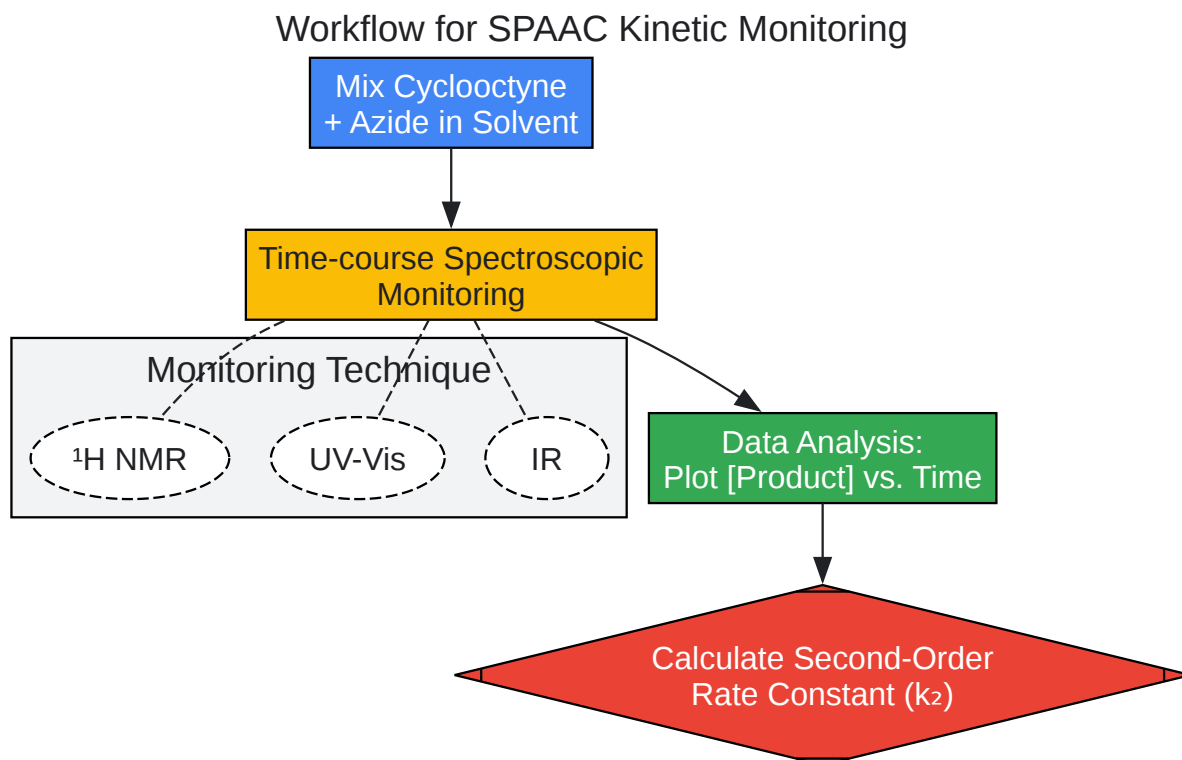 Workflow for SPAAC Kinetic Monitoring
Mix Cyclooctyne
+ Azide in Solvent
Time-course Spectroscopic
Monitoring
Monitoring Technique
¹H NMR
UV-Vis
IR
Data Analysis:
Plot [Product] vs. Time
Calculate Second-Order
Rate Constant (k₂)